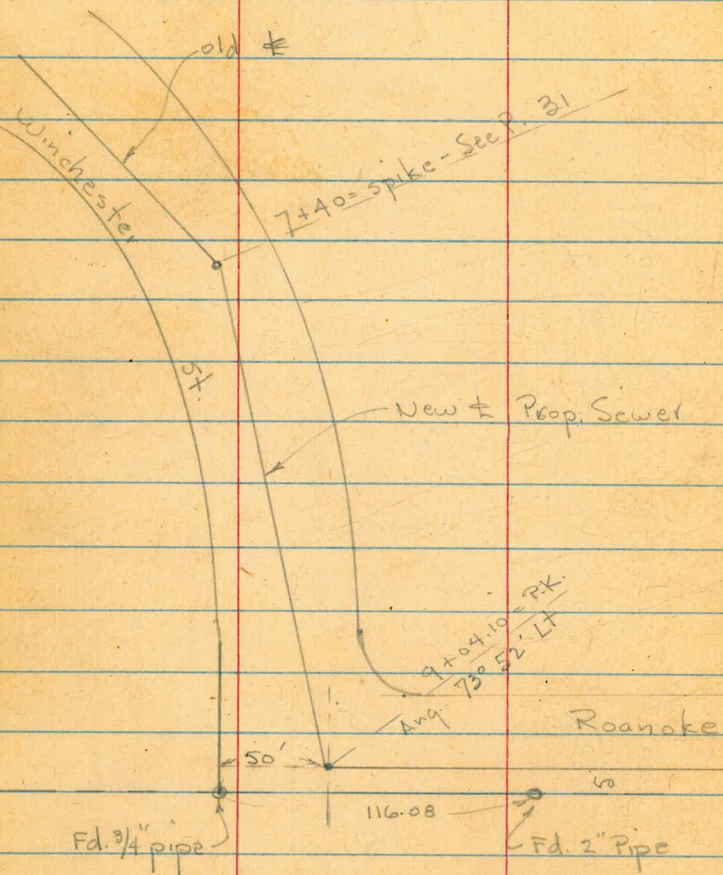 old ℄
Winchester
St.
7+40= spike - See P. 31
New ℄ Prop. Sewer
9+04.10 = P.K.
Ang 73° 52' Lt
Roanoke
50'
116.08
Fd. 3/4" pipe
Fd. 2" Pipe